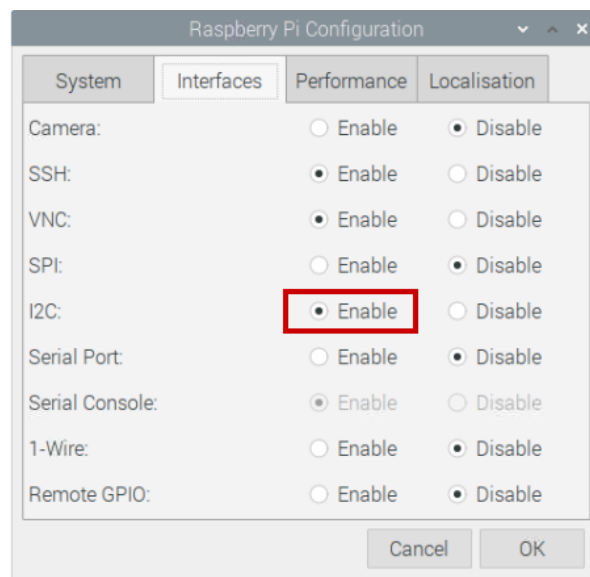 Raspberry Pi Configuration
System Interfaces Performance Localisation
Camera: Enable Disable
SSH: Enable Disable
VNC: Enable Disable
SPI: Enable Disable
I2C: Enable Disable
Serial Port: Enable Disable
Serial Console: Enable Disable
1-Wire: Enable Disable
Remote GPIO: Enable Disable
Cancel OK